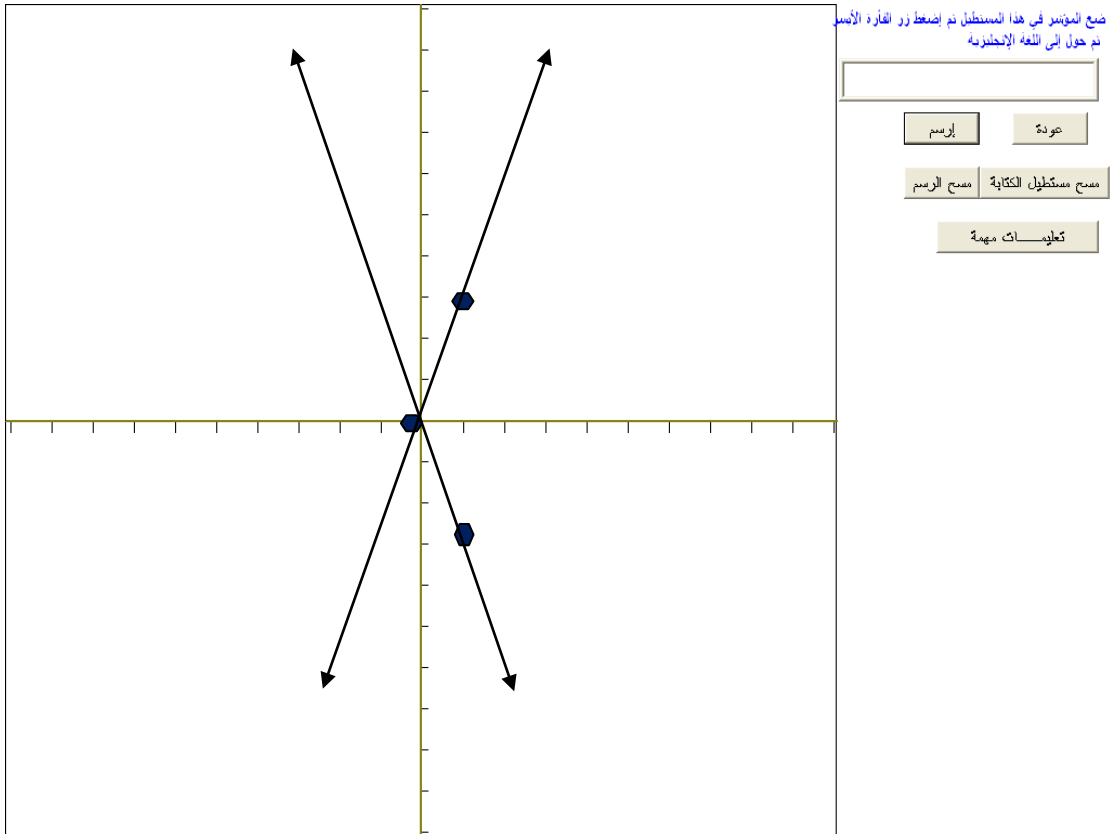 ضع المؤشر في هذا المستطيل ثم إضغط زر الفأرة الأيسر
ثم حول إلى اللغة الإنجليزية
عودة
إرسم
مسح مستطيل الكتابة
مسح الرسم
تعليمـــــات مهمة